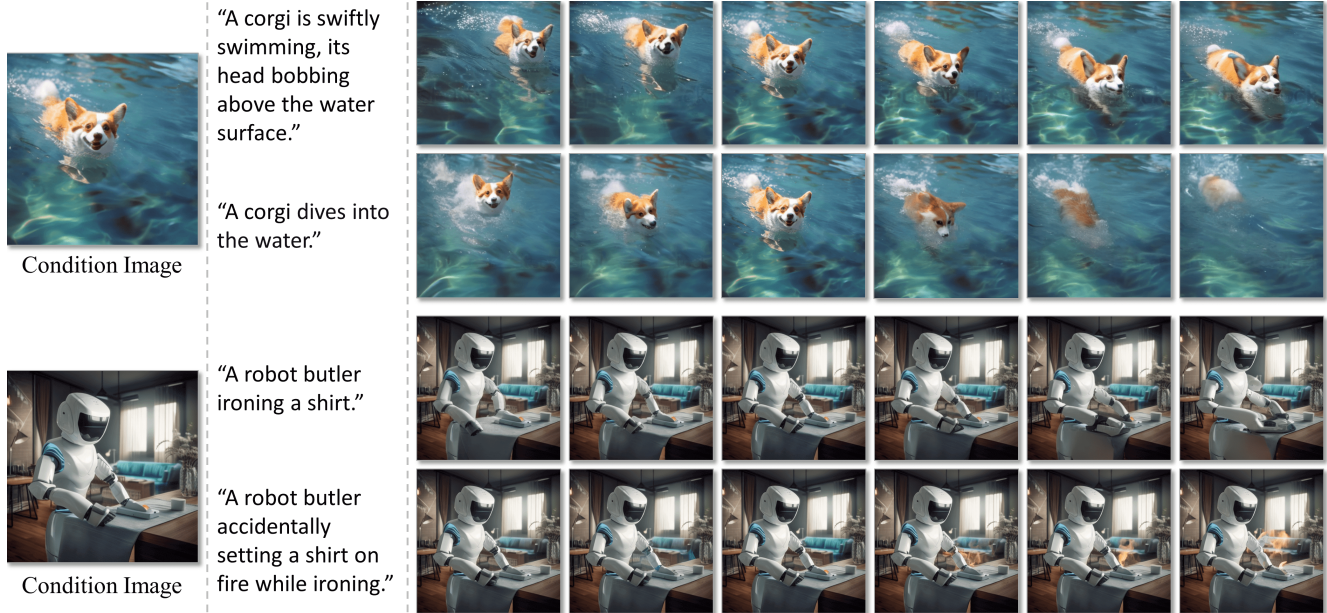 “A corgi is swiftly
swimming, its
head bobbing
above the water
surface.”
“A corgi dives into
the water.”
Condition Image
“A robot butler
ironing a shirt.”
“A robot butler
accidentally
setting a shirt on
fire while ironing.”
Condition Image